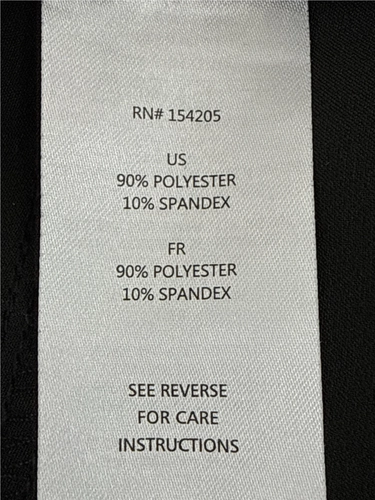 RN# 154205
US
90% POLYESTER
10% SPANDEX
FR
90% POLYESTER
10% SPANDEX
SEE REVERSE
FOR CARE
INSTRUCTIONS